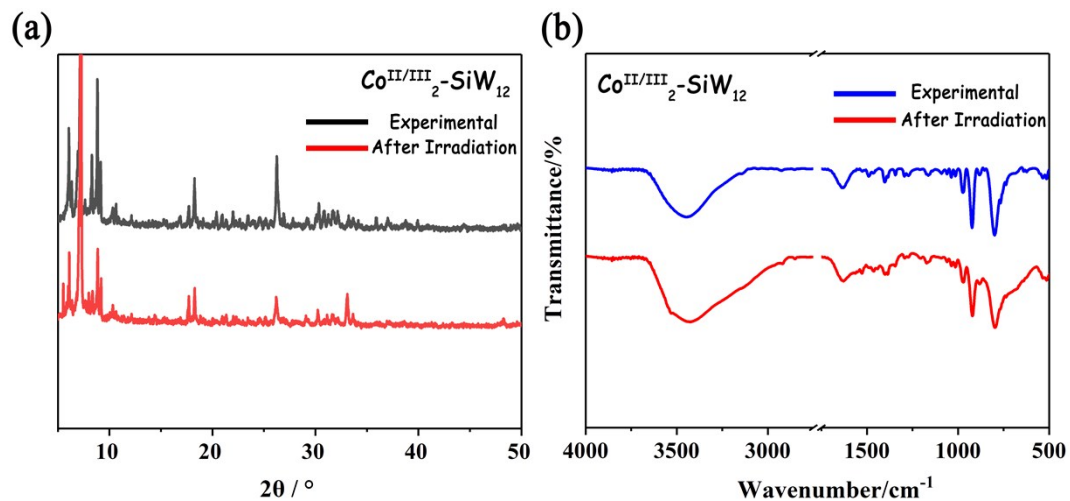 (a)
Co^II/III_2-SiW_12
Experimental
After Irradiation
10
20
30
40
50
2θ / °
(b)
Co^II/III_2-SiW_12
Experimental
After Irradiation
Transmittance/%
4000
3500
3000
1500
1000
500
Wavenumber/cm^-1